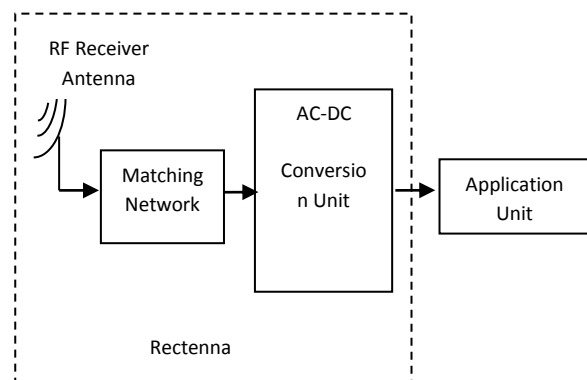 RF Receiver
Antenna
Matching
Network
AC-DC
Conversio
n Unit
Application
Unit
Rectenna